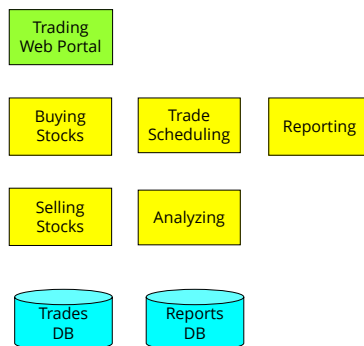 Trading
Web Portal
Buying
Stocks
Trade
Scheduling
Reporting
Selling
Stocks
Analyzing
Trades
DB
Reports
DB